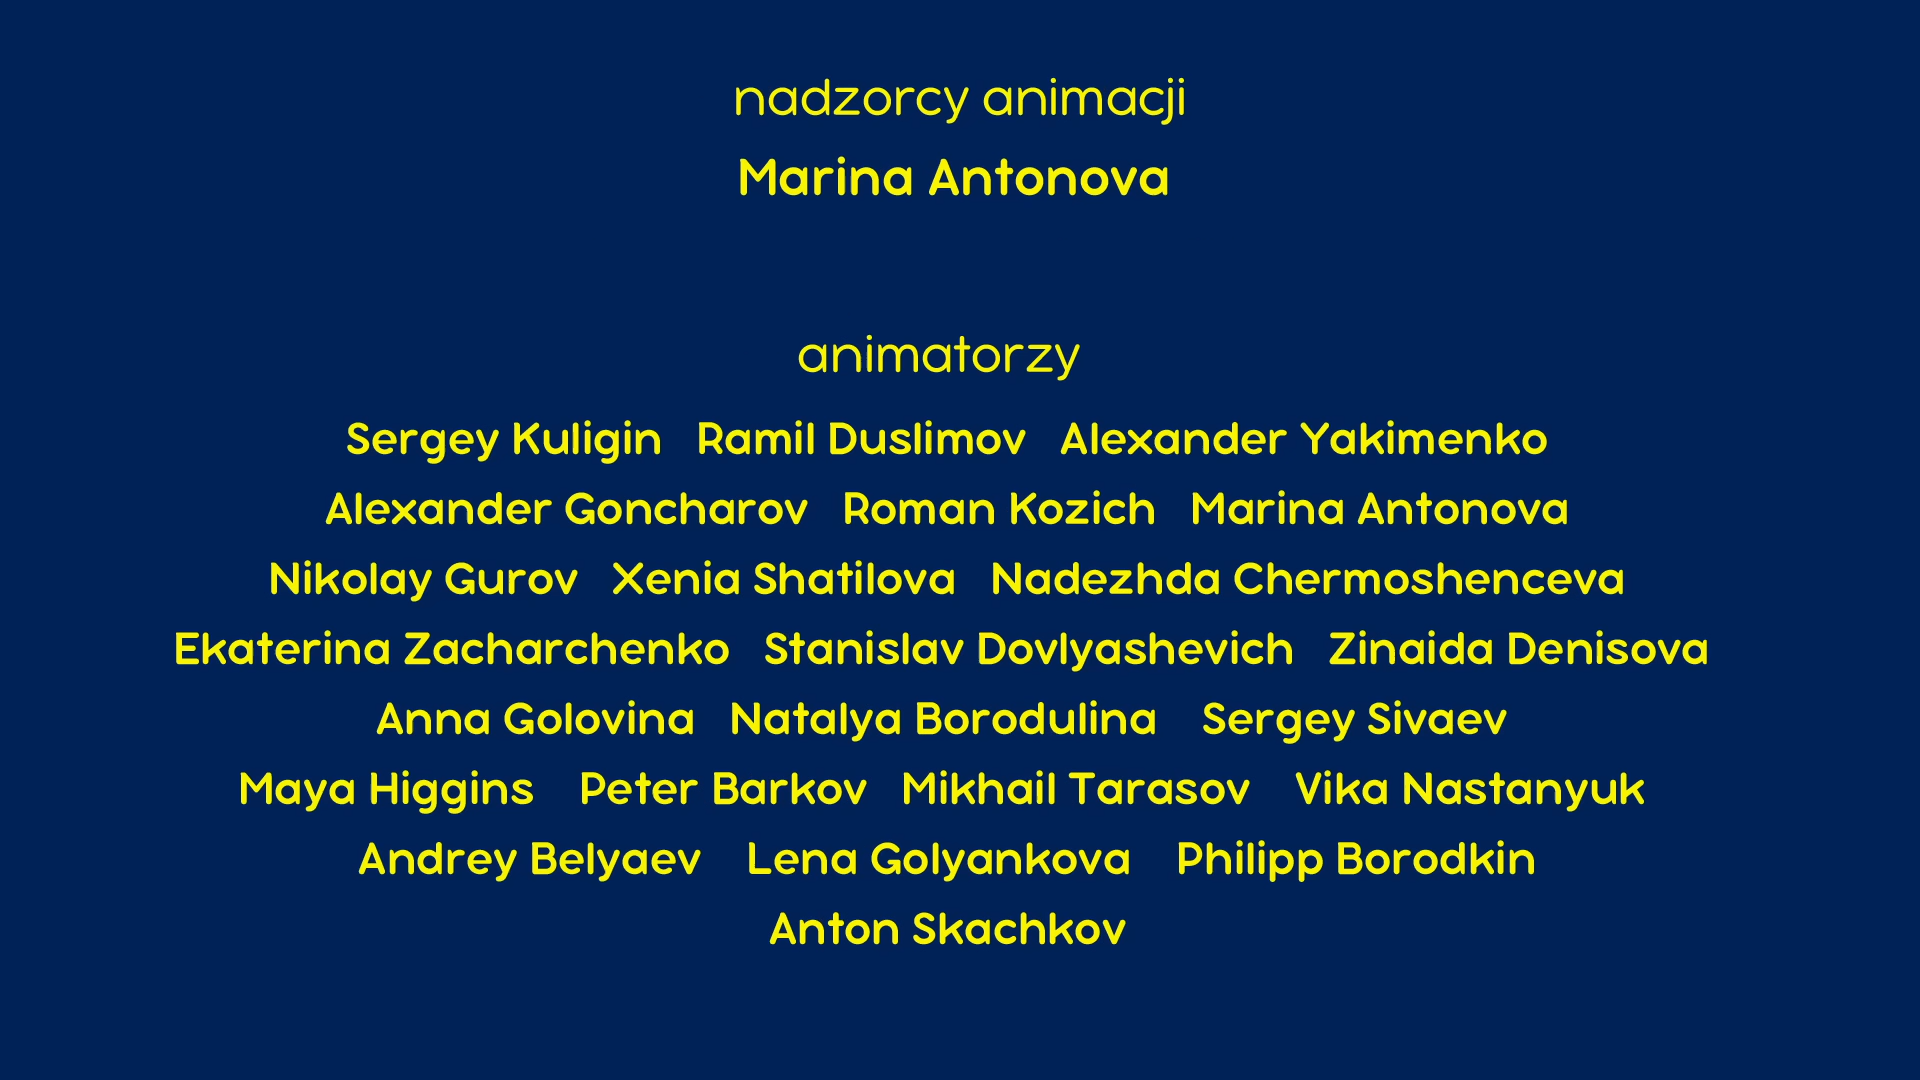 nadzorcy animacji
Marina Antonova
animatorzy
Sergey Kuligin Ramil Duslimov Alexander Yakimenko
Alexander Goncharov Roman Kozich Marina Antonova
Nikolay Gurov Xenia Shatilova Nadezhda Chermoshenceva
Ekaterina Zacharchenko Stanislav Dovlyashevich Zinaida Denisova
Anna Golovina Natalya Borodulina Sergey Sivaev
Maya Higgins Peter Barkov Mikhail Tarasov Vika Nastanyuk
Andrey Belyaev Lena Golyankova Philipp Borodkin
Anton Skachkov